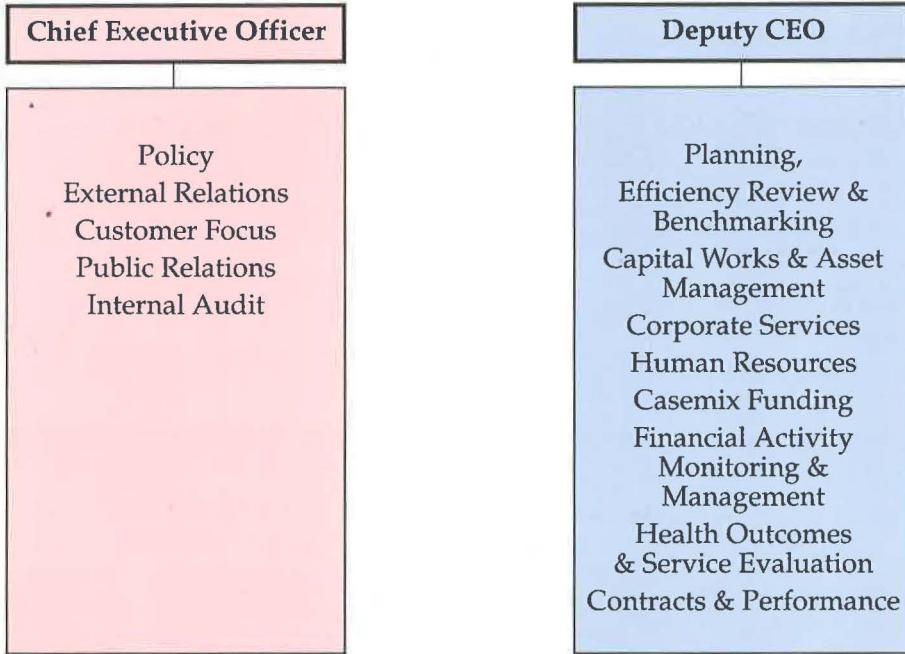 Chief Executive Officer
Policy
External Relations
Customer Focus
Public Relations
Internal Audit
Deputy CEO
Planning,
Efficiency Review &
Benchmarking
Capital Works & Asset
Management
Corporate Services
Human Resources
Casemix Funding
Financial Activity
Monitoring &
Management
Health Outcomes
& Service Evaluation
Contracts & Performance